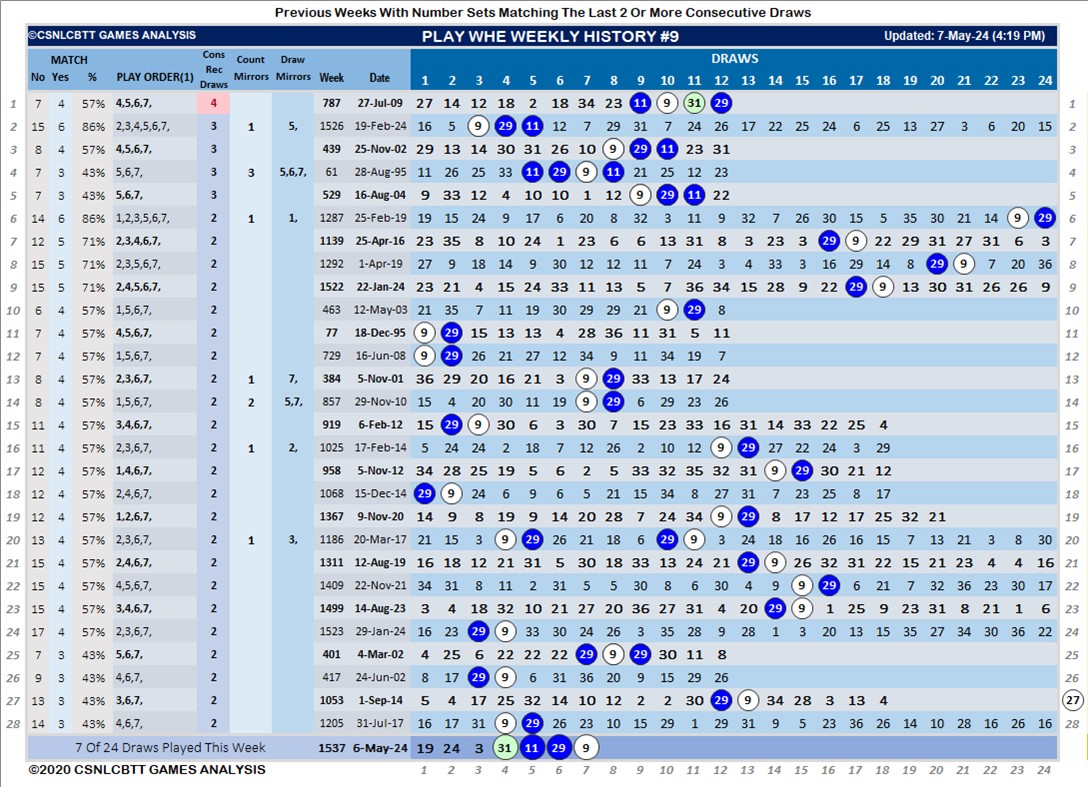 Previous Weeks With Number Sets Matching The Last 2 Or More Consecutive Draws
©CSNLCBTT GAMES ANALYSIS PLAY WHE WEEKLY HISTORY #9 Updated: 7-May-24 (4:19 PM)
MATCH Cons Rec Draws Count Mirrors Draw Mirrors DRAWS
No Yes % PLAY ORDER(1) Week Date 1 2 3 4 5 6 7 8 9 10 11 12 13 14 15 16 17 18 19 20 21 22 23 24
1 7 4 57% 4,5,6,7, 4 787 27-Jul-09 27 14 12 18 2 18 34 23 11 9 31 29 1
2 15 6 86% 2,3,4,5,6,7, 3 1 5, 1526 19-Feb-24 16 5 9 29 11 12 7 29 31 7 24 26 17 22 25 24 6 25 13 27 3 6 20 15 2
3 8 4 57% 4,5,6,7, 3 439 25-Nov-02 29 13 14 30 31 26 10 9 29 11 23 31 3
4 7 3 43% 5,6,7, 3 3 5,6,7, 61 28-Aug-95 11 26 25 33 11 29 9 11 21 25 12 23 4
5 7 3 43% 5,6,7, 3 529 16-Aug-04 9 33 12 4 10 10 1 12 9 29 11 22 5
6 14 6 86% 1,2,3,5,6,7, 2 1 1, 1287 25-Feb-19 19 15 24 9 17 6 20 8 32 3 11 9 32 7 26 30 15 5 35 30 21 14 9 29 6
7 12 5 71% 2,3,4,6,7, 2 1139 25-Apr-16 23 35 8 10 24 1 23 6 6 13 31 8 3 23 3 29 9 22 29 31 27 31 6 3 7
8 15 5 71% 2,3,5,6,7, 2 1292 1-Apr-19 27 9 18 14 9 30 12 12 11 7 24 3 4 33 3 16 29 14 8 29 9 7 20 36 8
9 15 5 71% 2,4,5,6,7, 2 1522 22-Jan-24 23 21 4 15 24 33 11 13 5 7 36 34 15 28 9 22 29 9 13 30 31 26 26 9 9
10 6 4 57% 1,5,6,7, 2 463 12-May-03 21 35 7 11 19 30 29 29 21 9 29 8 10
11 7 4 57% 4,5,6,7, 2 77 18-Dec-95 9 29 15 13 13 4 28 36 11 31 5 11 11
12 7 4 57% 1,5,6,7, 2 729 16-Jun-08 9 29 26 21 27 12 34 9 11 34 19 7 12
13 8 4 57% 2,3,6,7, 2 1 7, 384 5-Nov-01 36 29 20 16 21 3 9 29 33 13 17 24 13
14 8 4 57% 1,5,6,7, 2 2 5,7, 857 29-Nov-10 15 4 20 30 11 19 9 29 6 29 23 26 14
15 11 4 57% 3,4,6,7, 2 919 6-Feb-12 15 29 9 30 6 3 30 7 15 23 33 16 31 14 33 22 25 4 15
16 11 4 57% 2,3,6,7, 2 1 2, 1025 17-Feb-14 5 24 24 2 18 7 12 26 2 10 12 9 29 27 22 24 3 29 16
17 12 4 57% 1,4,6,7, 2 958 5-Nov-12 34 28 25 19 5 6 2 5 33 32 35 32 31 9 29 30 21 12 17
18 12 4 57% 2,4,6,7, 2 1068 15-Dec-14 29 9 24 6 9 6 5 21 15 34 8 27 31 7 23 25 8 17 18
19 12 4 57% 1,2,6,7, 2 1367 9-Nov-20 14 9 8 19 9 14 20 28 7 24 34 9 29 8 17 12 17 25 32 21 19
20 13 4 57% 2,3,6,7, 2 1 3, 1186 20-Mar-17 21 15 3 9 29 26 21 18 6 29 9 3 24 18 16 26 16 15 7 13 21 3 8 30 20
21 15 4 57% 2,4,6,7, 2 1311 12-Aug-19 16 18 12 21 31 5 30 18 33 13 24 21 29 9 26 32 31 22 15 21 23 4 4 16 21
22 15 4 57% 4,5,6,7, 2 1409 22-Nov-21 34 31 8 11 2 31 5 5 30 8 6 30 4 5 9 29 6 21 7 32 36 23 30 17 22
23 15 4 57% 3,4,6,7, 2 1499 14-Aug-23 3 4 18 32 10 21 27 20 36 27 31 4 20 29 9 1 25 9 23 31 8 21 1 6 23
24 17 4 57% 2,3,6,7, 2 1523 29-Jan-24 16 23 29 9 33 30 24 26 3 35 28 9 28 1 3 20 13 15 35 27 34 30 36 22 24
25 7 3 43% 5,6,7, 2 401 4-Mar-02 4 25 6 22 22 22 29 9 29 30 11 8 25
26 9 3 43% 4,6,7, 2 417 24-Jun-02 8 17 29 9 6 31 36 20 9 15 29 26 26
27 13 3 43% 3,6,7, 2 1053 1-Sep-14 5 4 17 25 32 14 10 12 2 2 30 29 9 34 28 3 13 4 27
28 14 3 43% 4,6,7, 2 1205 31-Jul-17 16 17 31 9 29 26 23 10 15 29 1 29 31 9 5 23 36 26 14 10 28 16 26 16 28
7 Of 24 Draws Played This Week 1537 6-May-24 19 24 3 31 11 29 9
©2020 CSNLCBTT GAMES ANALYSIS 1 2 3 4 5 6 7 8 9 10 11 12 13 14 15 16 17 18 19 20 21 22 23 24